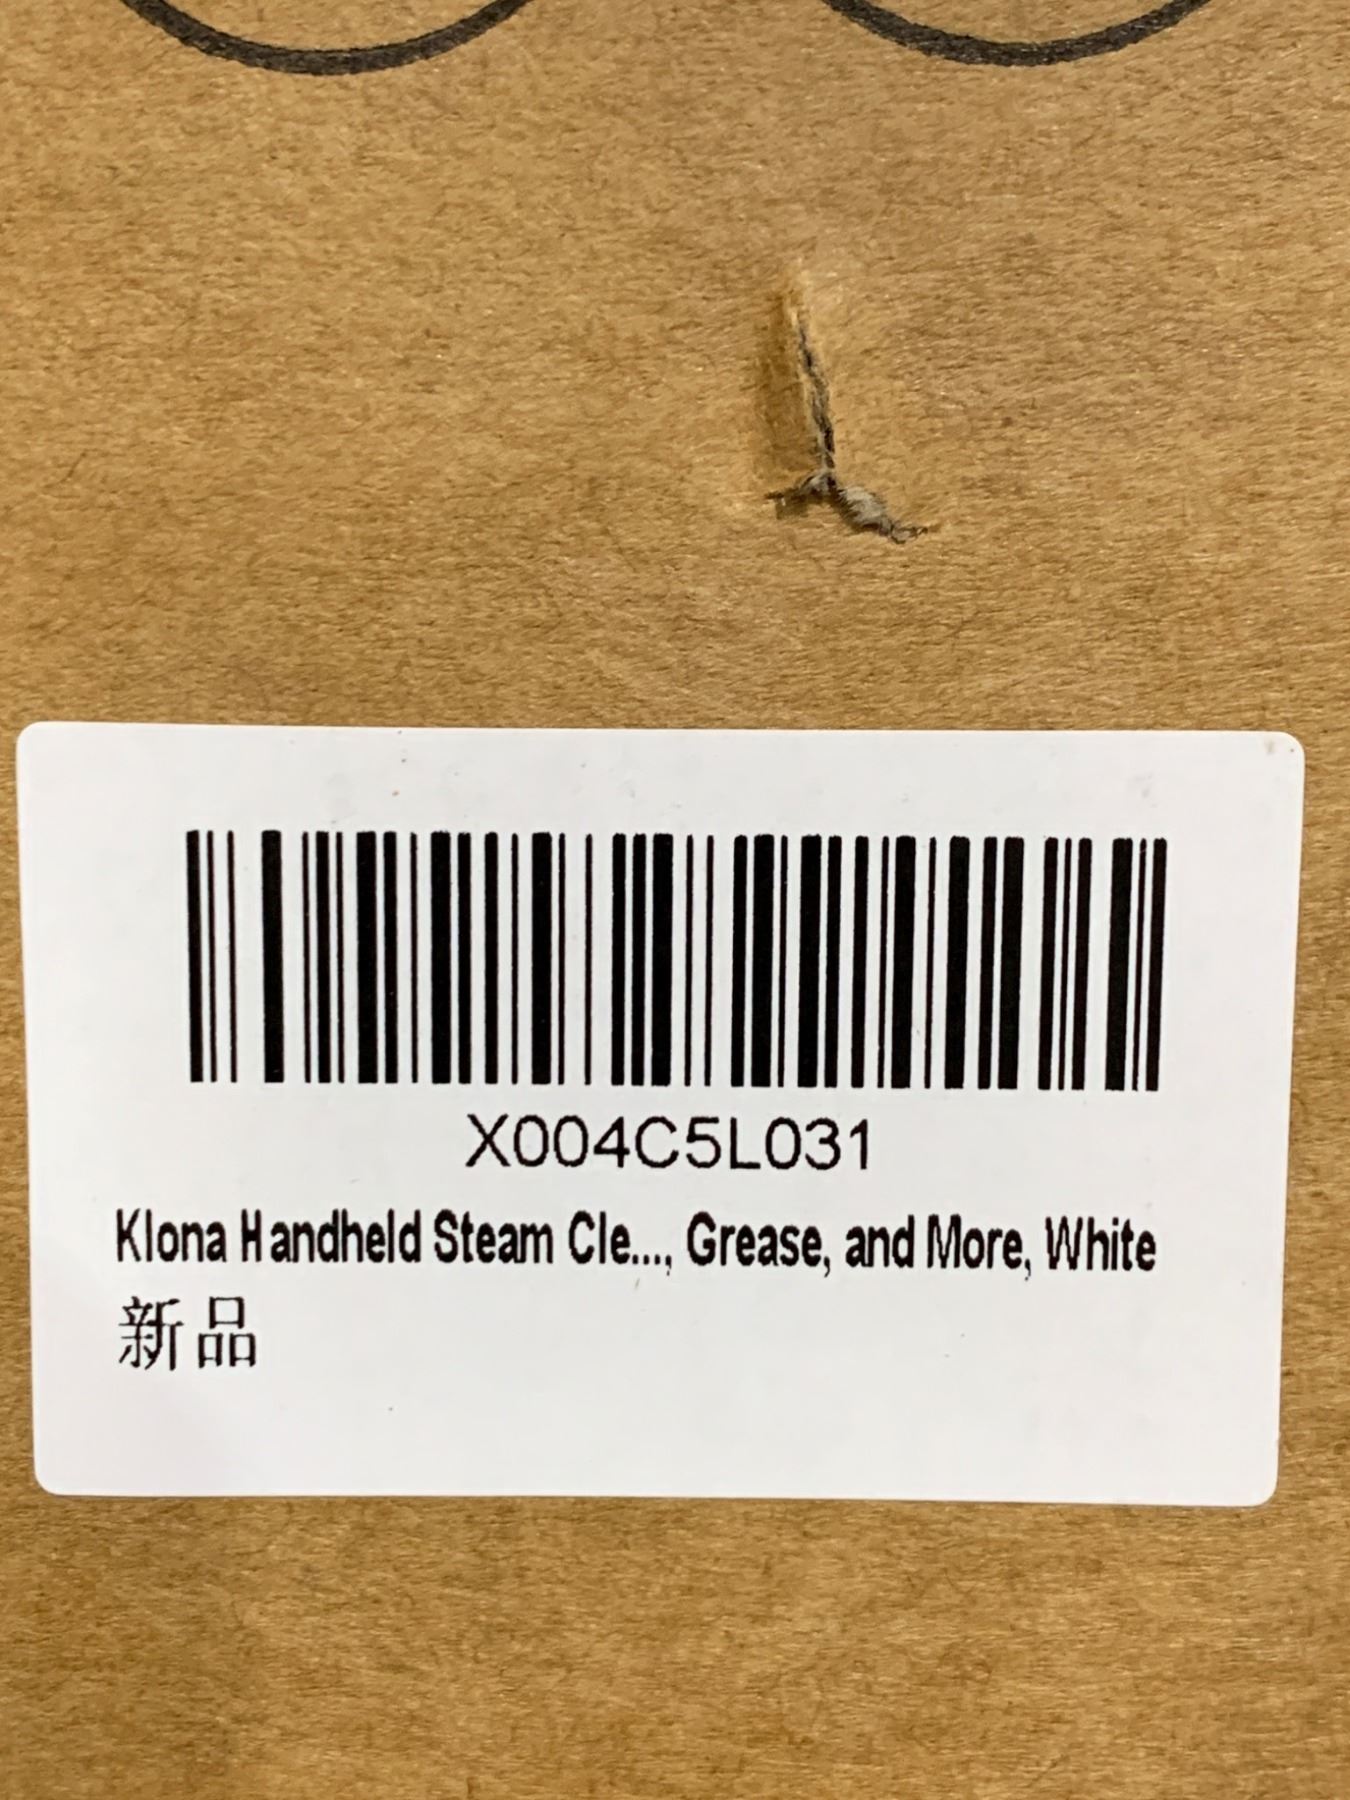 X004C5L031
Klona Handheld Steam Cle..., Grease, and More, White
新品